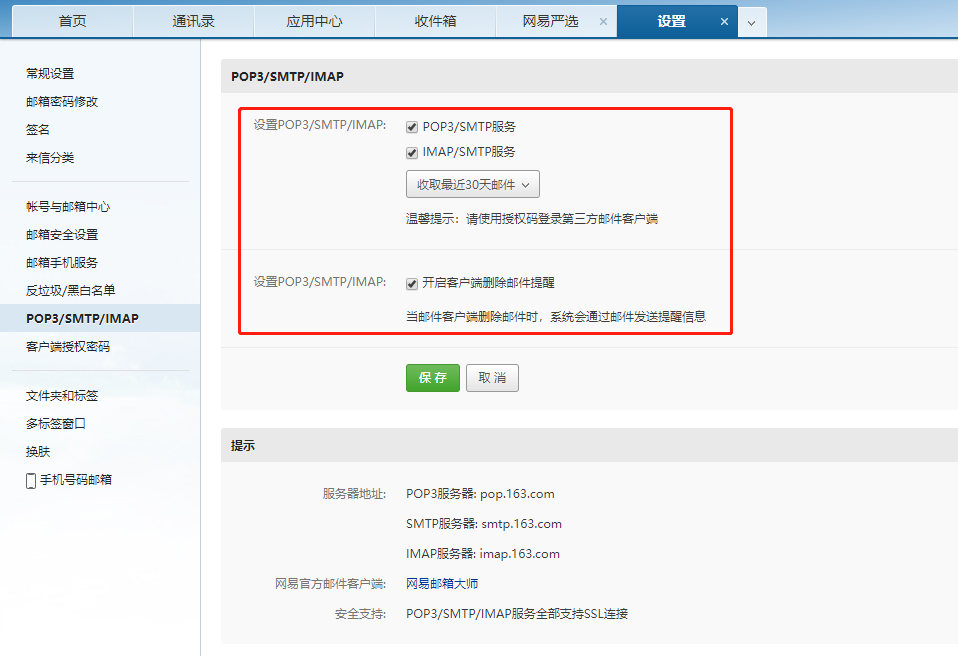 首页 通讯录 应用中心 收件箱 网易严选 × 设置 ×
常规设置
邮箱密码修改
签名
来信分类
帐号与邮箱中心
邮箱安全设置
邮箱手机服务
反垃圾/黑白名单
POP3/SMTP/IMAP
客户端授权密码
文件夹和标签
多标签窗口
换肤
手机号码邮箱
POP3/SMTP/IMAP
设置POP3/SMTP/IMAP: POP3/SMTP服务
IMAP/SMTP服务
收取最近30天邮件
温馨提示：请使用授权码登录第三方邮件客户端
设置POP3/SMTP/IMAP: 开启客户端删除邮件提醒
当邮件客户端删除邮件时，系统会通过邮件发送提醒信息
保 存 取 消
提示
服务器地址: POP3服务器: pop.163.com
SMTP服务器: smtp.163.com
IMAP服务器: imap.163.com
网易官方邮件客户端: 网易邮箱大师
安全支持: POP3/SMTP/IMAP服务全部支持SSL连接